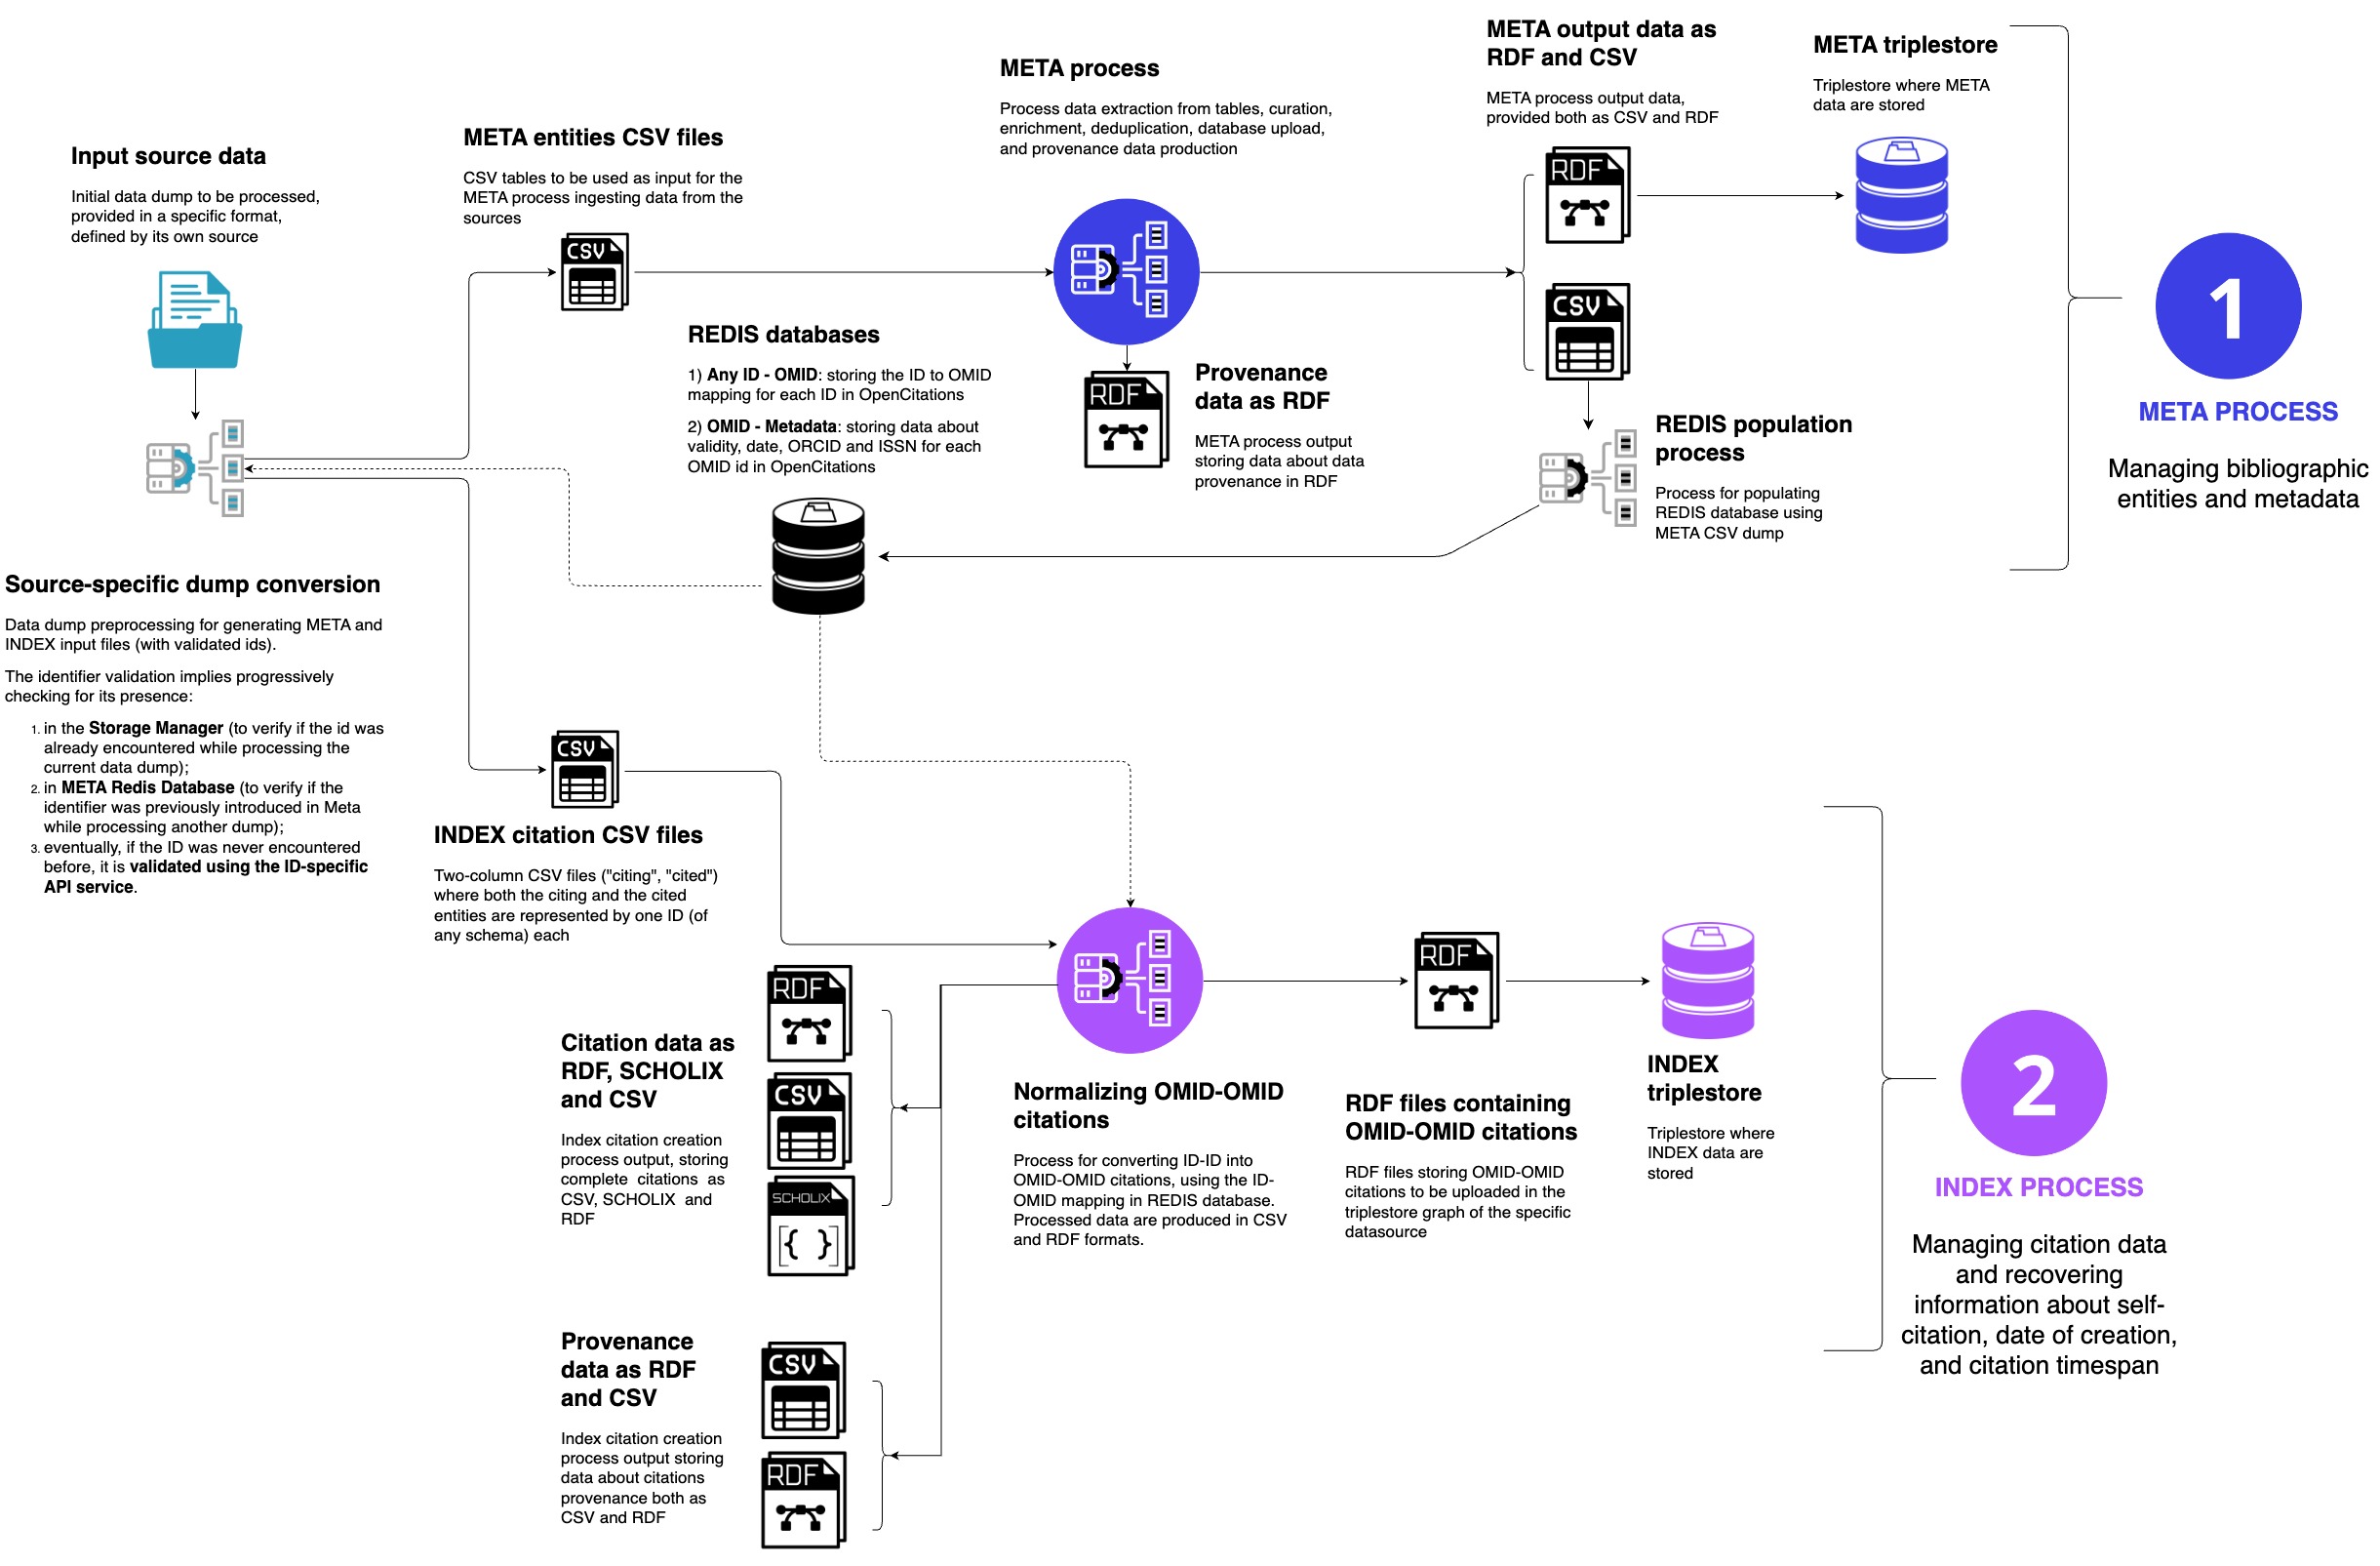 Input source data
Initial data dump to be processed,
provided in a specific format,
defined by its own source
META entities CSV files
CSV tables to be used as input for the
META process ingesting data from the
sources
CSV
META process
Process data extraction from tables, curation,
enrichment, deduplication, database upload,
and provenance data production
META output data as
RDF and CSV
META process output data,
provided both as CSV and RDF
RDF
CSV
META triplestore
Triplestore where META
data are stored
1
META PROCESS
Managing bibliographic
entities and metadata
REDIS databases
1) Any ID - OMID: storing the ID to OMID
mapping for each ID in OpenCitations
2) OMID - Metadata: storing data about
validity, date, ORCID and ISSN for each
OMID id in OpenCitations
RDF
Provenance
data as RDF
META process output
storing data about data
provenance in RDF
REDIS population
process
Process for populating
REDIS database using
META CSV dump
Source-specific dump conversion
Data dump preprocessing for generating META and
INDEX input files (with validated ids).
The identifier validation implies progressively
checking for its presence:
1. in the Storage Manager (to verify if the id was
already encountered while processing the
current data dump);
2. in META Redis Database (to verify if the
identifier was previously introduced in Meta
while processing another dump);
3. eventually, if the ID was never encountered
before, it is validated using the ID-specific
API service.
CSV
INDEX citation CSV files
Two-column CSV files ("citing", "cited")
where both the citing and the cited
entities are represented by one ID (of
any schema) each
RDF
CSV
SCHOLIX
[{ }]
Citation data as
RDF, SCHOLIX
and CSV
Index citation creation
process output, storing
complete citations as
CSV, SCHOLIX and
RDF
Normalizing OMID-OMID
citations
Process for converting ID-ID into
OMID-OMID citations, using the ID-
OMID mapping in REDIS database.
Processed data are produced in CSV
and RDF formats.
RDF
RDF files containing
OMID-OMID citations
RDF files storing OMID-OMID
citations to be uploaded in the
triplestore graph of the specific
datasource
INDEX
triplestore
Triplestore where
INDEX data are
stored
2
INDEX PROCESS
Managing citation data
and recovering
information about self-
citation, date of creation,
and citation timespan
Provenance
data as RDF
and CSV
Index citation creation
process output storing
data about citations
provenance both as
CSV and RDF
CSV
RDF